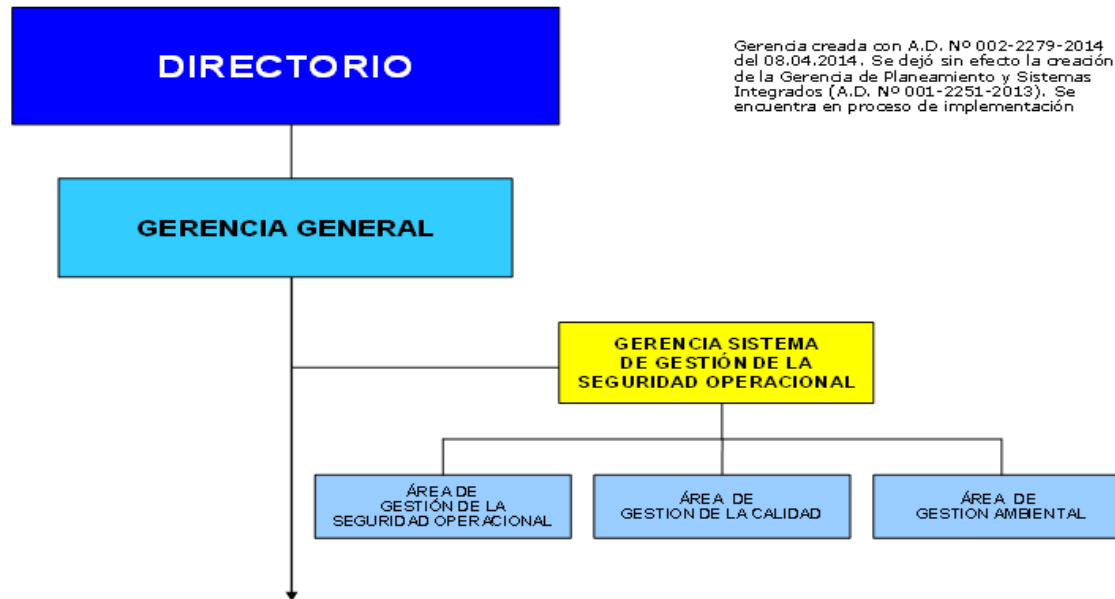 DIRECTORIO
Gerencia creada con A.D. Nº 002-2279-2014
del 08.04.2014. Se dejó sin efecto la creación
de la Gerencia de Planeamiento y Sistemas
Integrados (A.D. Nº 001-2251-2013). Se
encuentra en proceso de implementación
GERENCIA GENERAL
GERENCIA SISTEMA
DE GESTIÓN DE LA
SEGURIDAD OPERACIONAL
ÁREA DE
GESTIÓN DE LA
SEGURIDAD OPERACIONAL
ÁREA DE
GESTION DE LA CALIDAD
ÁREA DE
GESTION AMBIENTAL